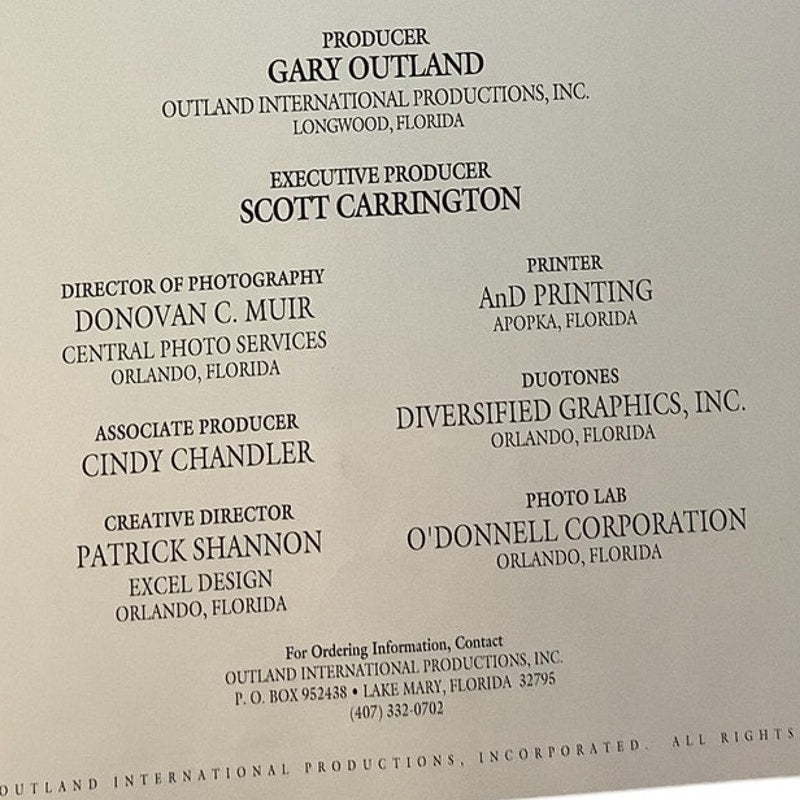 PRODUCER
GARY OUTLAND
OUTLAND INTERNATIONAL PRODUCTIONS, INC.
LONGWOOD, FLORIDA
EXECUTIVE PRODUCER
SCOTT CARRINGTON
DIRECTOR OF PHOTOGRAPHY
DONOVAN C. MUIR
CENTRAL PHOTO SERVICES
ORLANDO, FLORIDA
ASSOCIATE PRODUCER
CINDY CHANDLER
CREATIVE DIRECTOR
PATRICK SHANNON
EXCEL DESIGN
ORLANDO, FLORIDA
PRINTER
AnD PRINTING
APOPKA, FLORIDA
DUOTONES
DIVERSIFIED GRAPHICS, INC.
ORLANDO, FLORIDA
PHOTO LAB
O'DONNELL CORPORATION
ORLANDO, FLORIDA
For Ordering Information, Contact
OUTLAND INTERNATIONAL PRODUCTIONS, INC.
P. O. BOX 952438 • LAKE MARY, FLORIDA 32795
(407) 332-0702
OUTLAND INTERNATIONAL PRODUCTIONS, INCORPORATED. ALL RIGHTS